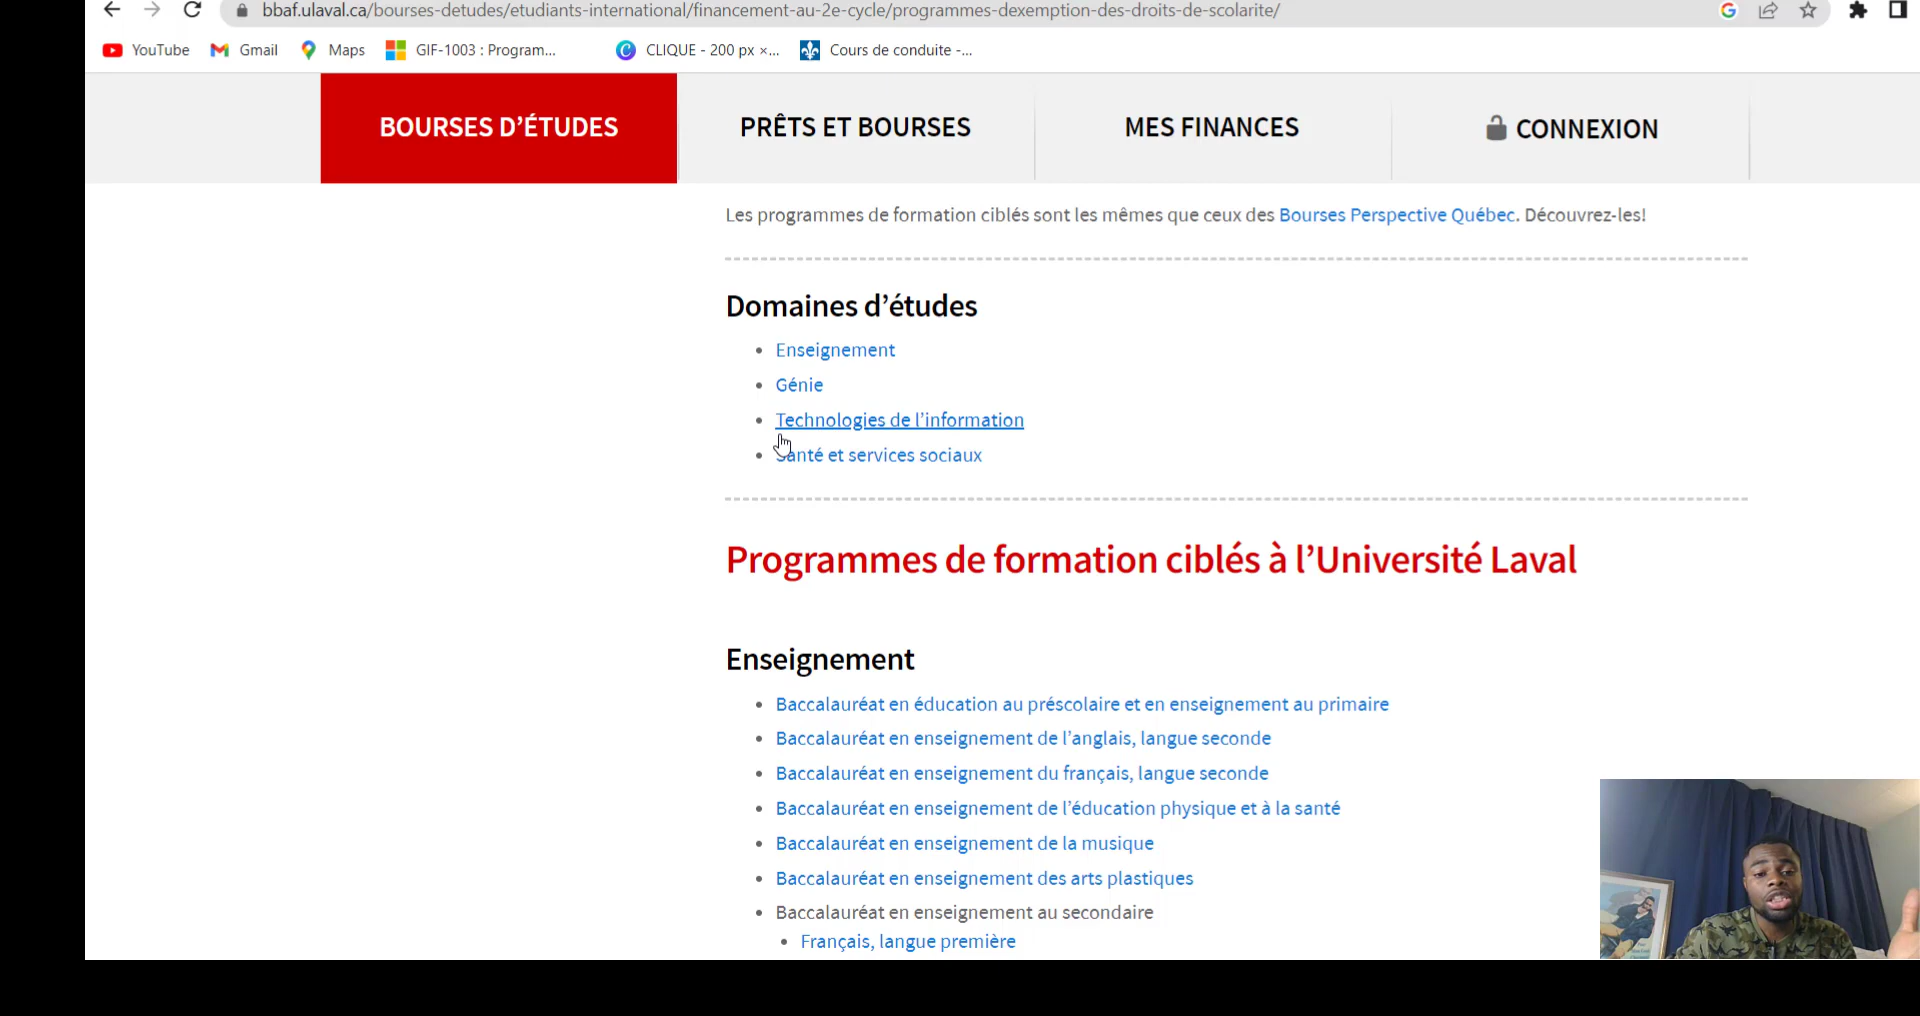 bbaf.ulaval.ca/bourses-detudes/etudiants-international/financement-au-2e-cycle/programmes-dexemption-des-droits-de-scolarite/
YouTube Gmail Maps GIF-1003 : Program... CLIQUE - 200 px ×... Cours de conduite -...
BOURSES D’ÉTUDES PRÊTS ET BOURSES MES FINANCES CONNEXION
Les programmes de formation ciblés sont les mêmes que ceux des Bourses Perspective Québec. Découvrez-les!
Domaines d’études
Enseignement
Génie
Technologies de l’information
Santé et services sociaux
Programmes de formation ciblés à l’Université Laval
Enseignement
Baccalauréat en éducation au préscolaire et en enseignement au primaire
Baccalauréat en enseignement de l’anglais, langue seconde
Baccalauréat en enseignement du français, langue seconde
Baccalauréat en enseignement de l’éducation physique et à la santé
Baccalauréat en enseignement de la musique
Baccalauréat en enseignement des arts plastiques
Baccalauréat en enseignement au secondaire
Français, langue première